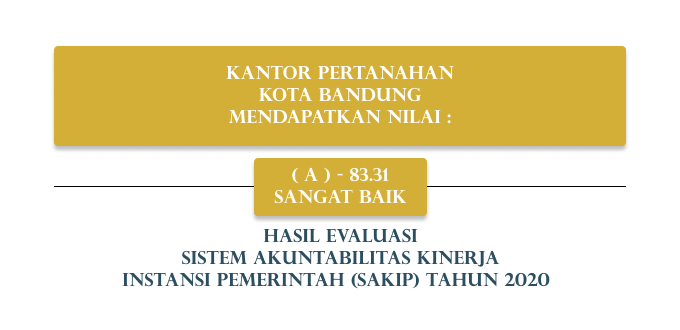 KANTOR PERTANAHAN
KOTA BANDUNG
MENDAPATKAN NILAI :
( A ) - 83.31
SANGAT BAIK
HASIL EVALUASI
SISTEM AKUNTABILITAS KINERJA
INSTANSI PEMERINTAH (SAKIP) TAHUN 2020